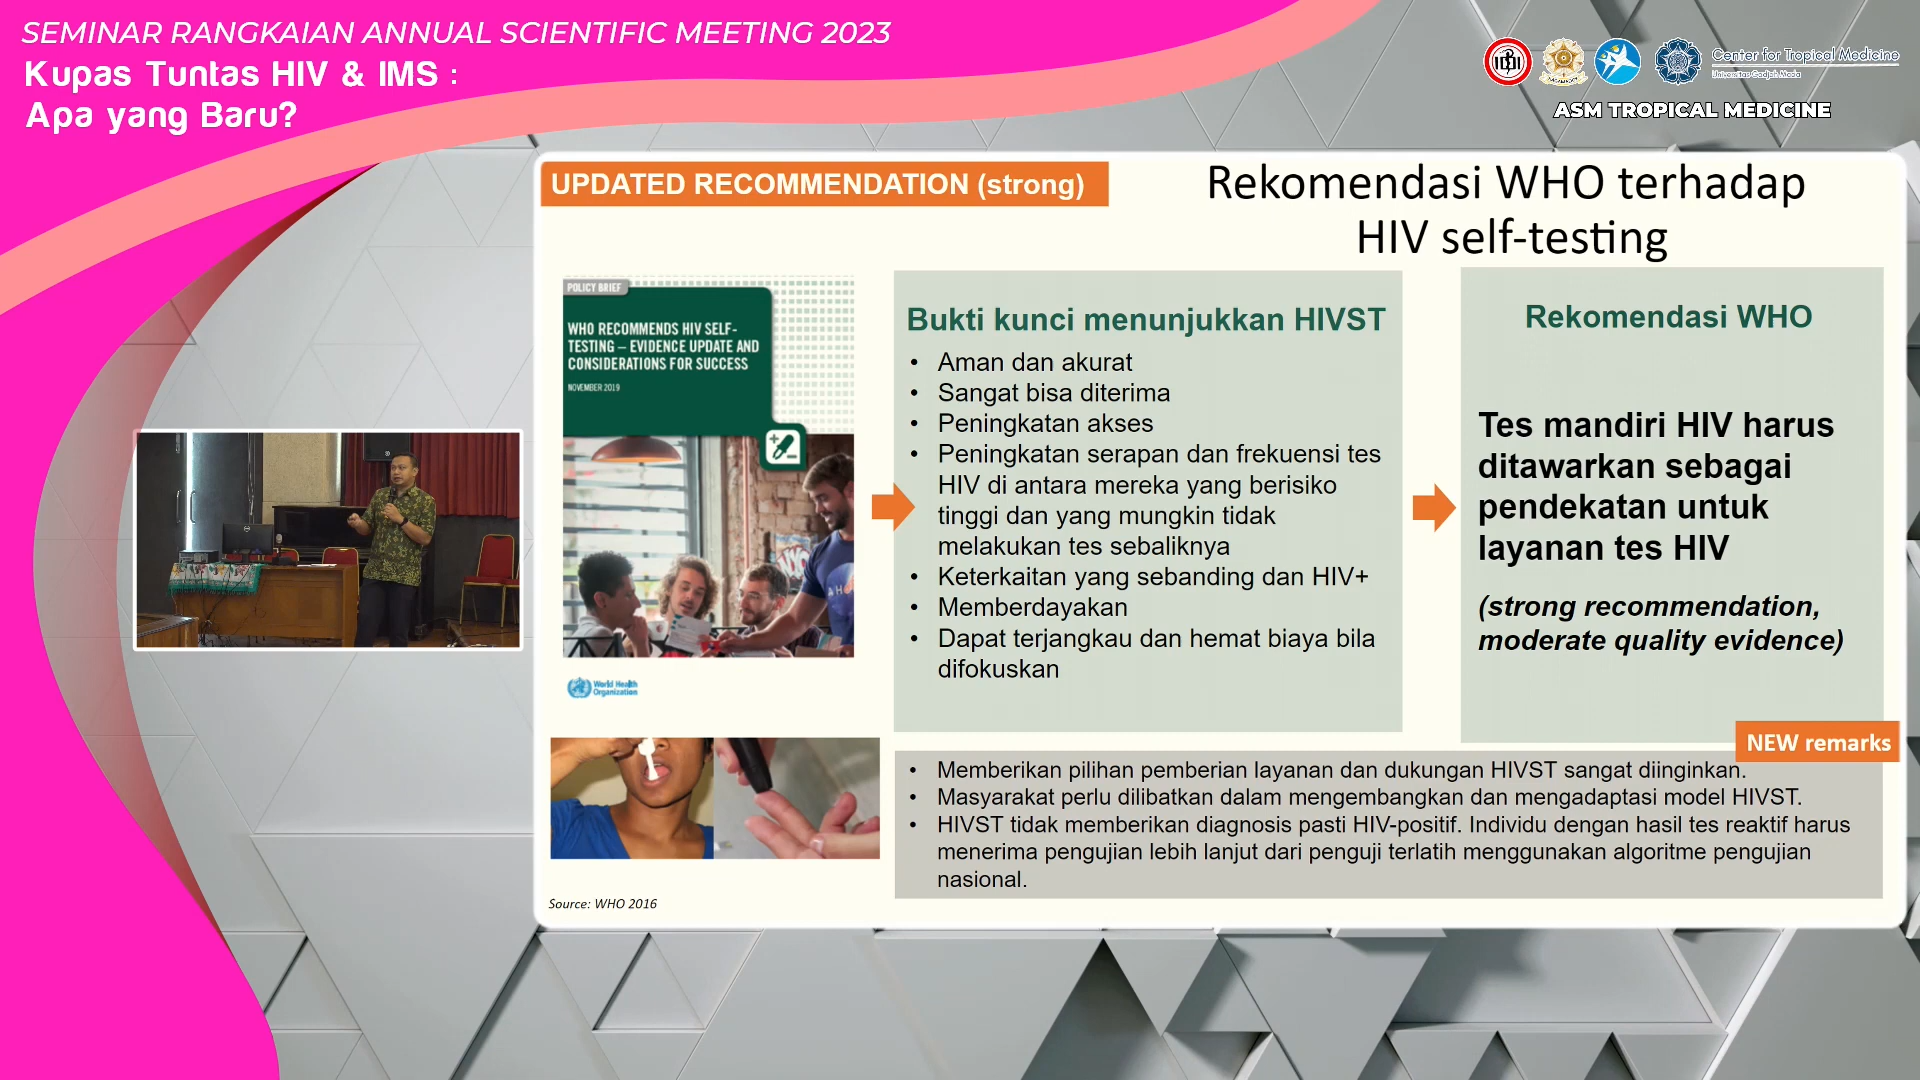 SEMINAR RANGKAIAN ANNUAL SCIENTIFIC MEETING 2023
Kupas Tuntas HIV & IMS :
Apa yang Baru?
Center for Tropical Medicine
Universitas Gadjah Mada
ASM TROPICAL MEDICINE
UPDATED RECOMMENDATION (strong)
Rekomendasi WHO terhadap
HIV self-testing
POLICY BRIEF
WHO RECOMMENDS HIV SELF-
TESTING – EVIDENCE UPDATE AND
CONSIDERATIONS FOR SUCCESS
NOVEMBER 2019
World Health
Organization
Bukti kunci menunjukkan HIVST
• Aman dan akurat
• Sangat bisa diterima
• Peningkatan akses
• Peningkatan serapan dan frekuensi tes
HIV di antara mereka yang berisiko
tinggi dan yang mungkin tidak
melakukan tes sebaliknya
• Keterkaitan yang sebanding dan HIV+
• Memberdayakan
• Dapat terjangkau dan hemat biaya bila
difokuskan
Rekomendasi WHO
Tes mandiri HIV harus
ditawarkan sebagai
pendekatan untuk
layanan tes HIV
(strong recommendation,
moderate quality evidence)
NEW remarks
• Memberikan pilihan pemberian layanan dan dukungan HIVST sangat diinginkan.
• Masyarakat perlu dilibatkan dalam mengembangkan dan mengadaptasi model HIVST.
• HIVST tidak memberikan diagnosis pasti HIV-positif. Individu dengan hasil tes reaktif harus
menerima pengujian lebih lanjut dari penguji terlatih menggunakan algoritme pengujian
nasional.
Source: WHO 2016